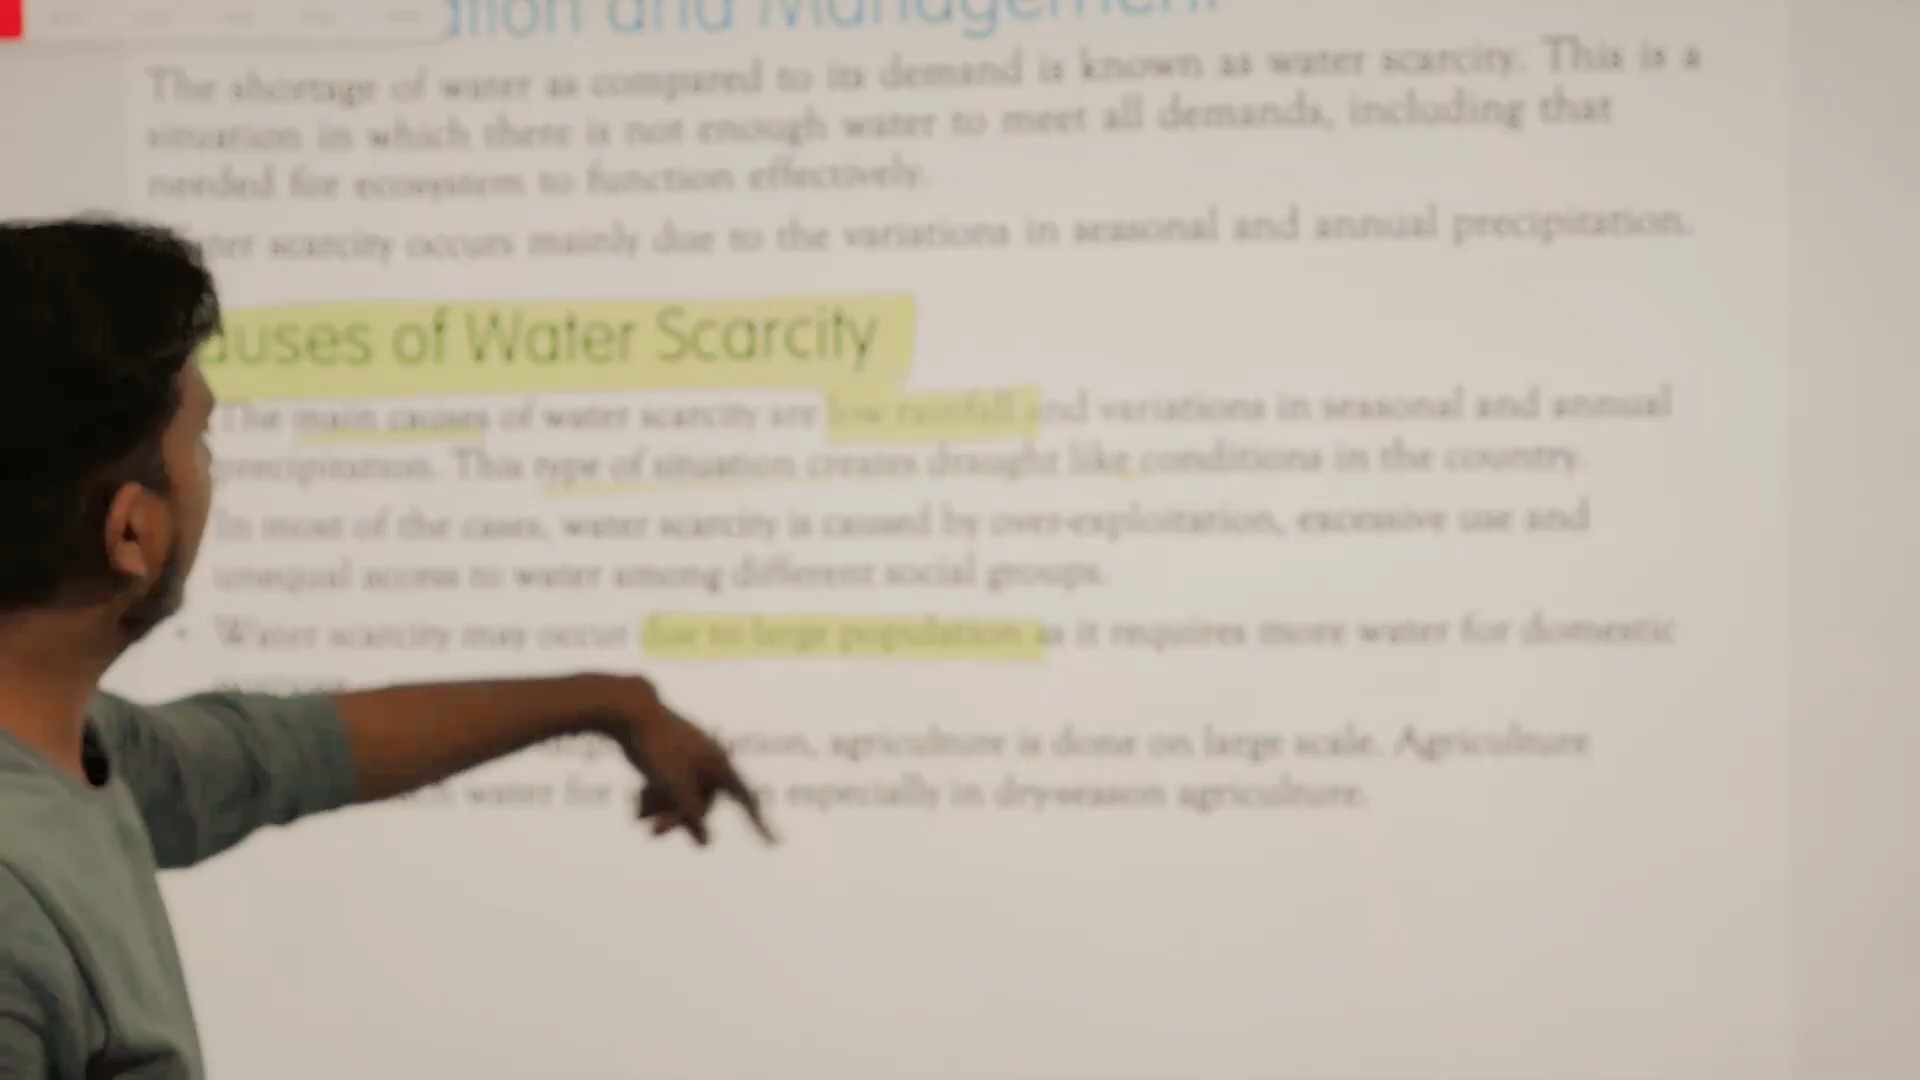 ation and Management
The shortage of water as compared to its demand is known as water scarcity. This is a
situation in which there is not enough water to meet all demands, including that
needed for ecosystem to function effectively.
scarcity occurs mainly due to the variations in seasonal and annual precipitation.
auses of Water Scarcity
The main causes of water scarcity are low rainfall and variations in seasonal and annual
precipitation. This type of situation creates draught like conditions in the country.
In most of the cases, water scarcity is caused by over-exploitation, excessive use and
unequal access to water among different social groups.
• Water scarcity may occur due to large population as it requires more water for domestic
agriculture is done on large scale. Agriculture
water for especially in dry-season agriculture.